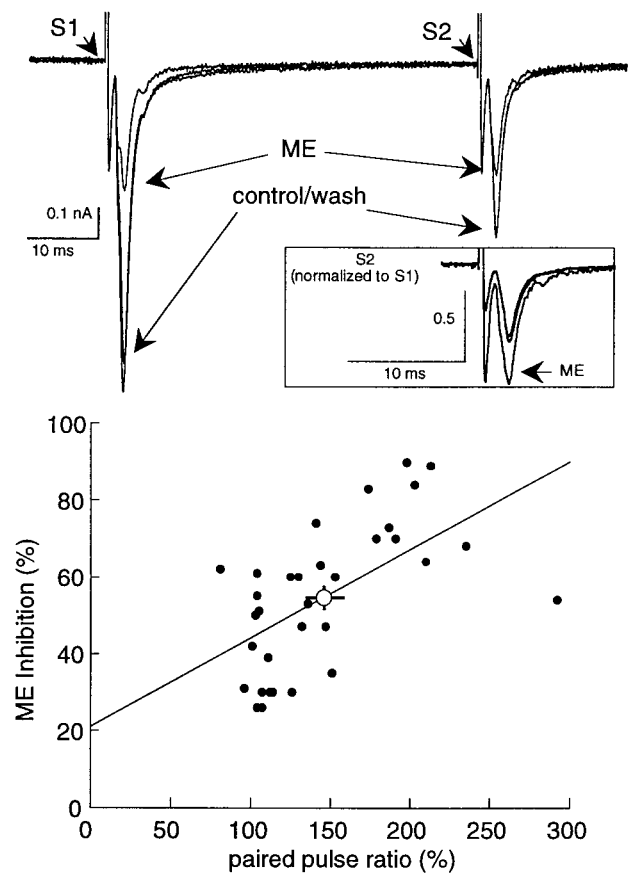 S1
S2
ME
control/wash
0.1 nA
10 ms
S2
(normalized to S1)
0.5
10 ms
ME
100
80
60
40
20
0
ME Inhibition (%)
0 50 100 150 200 250 300
paired pulse ratio (%)